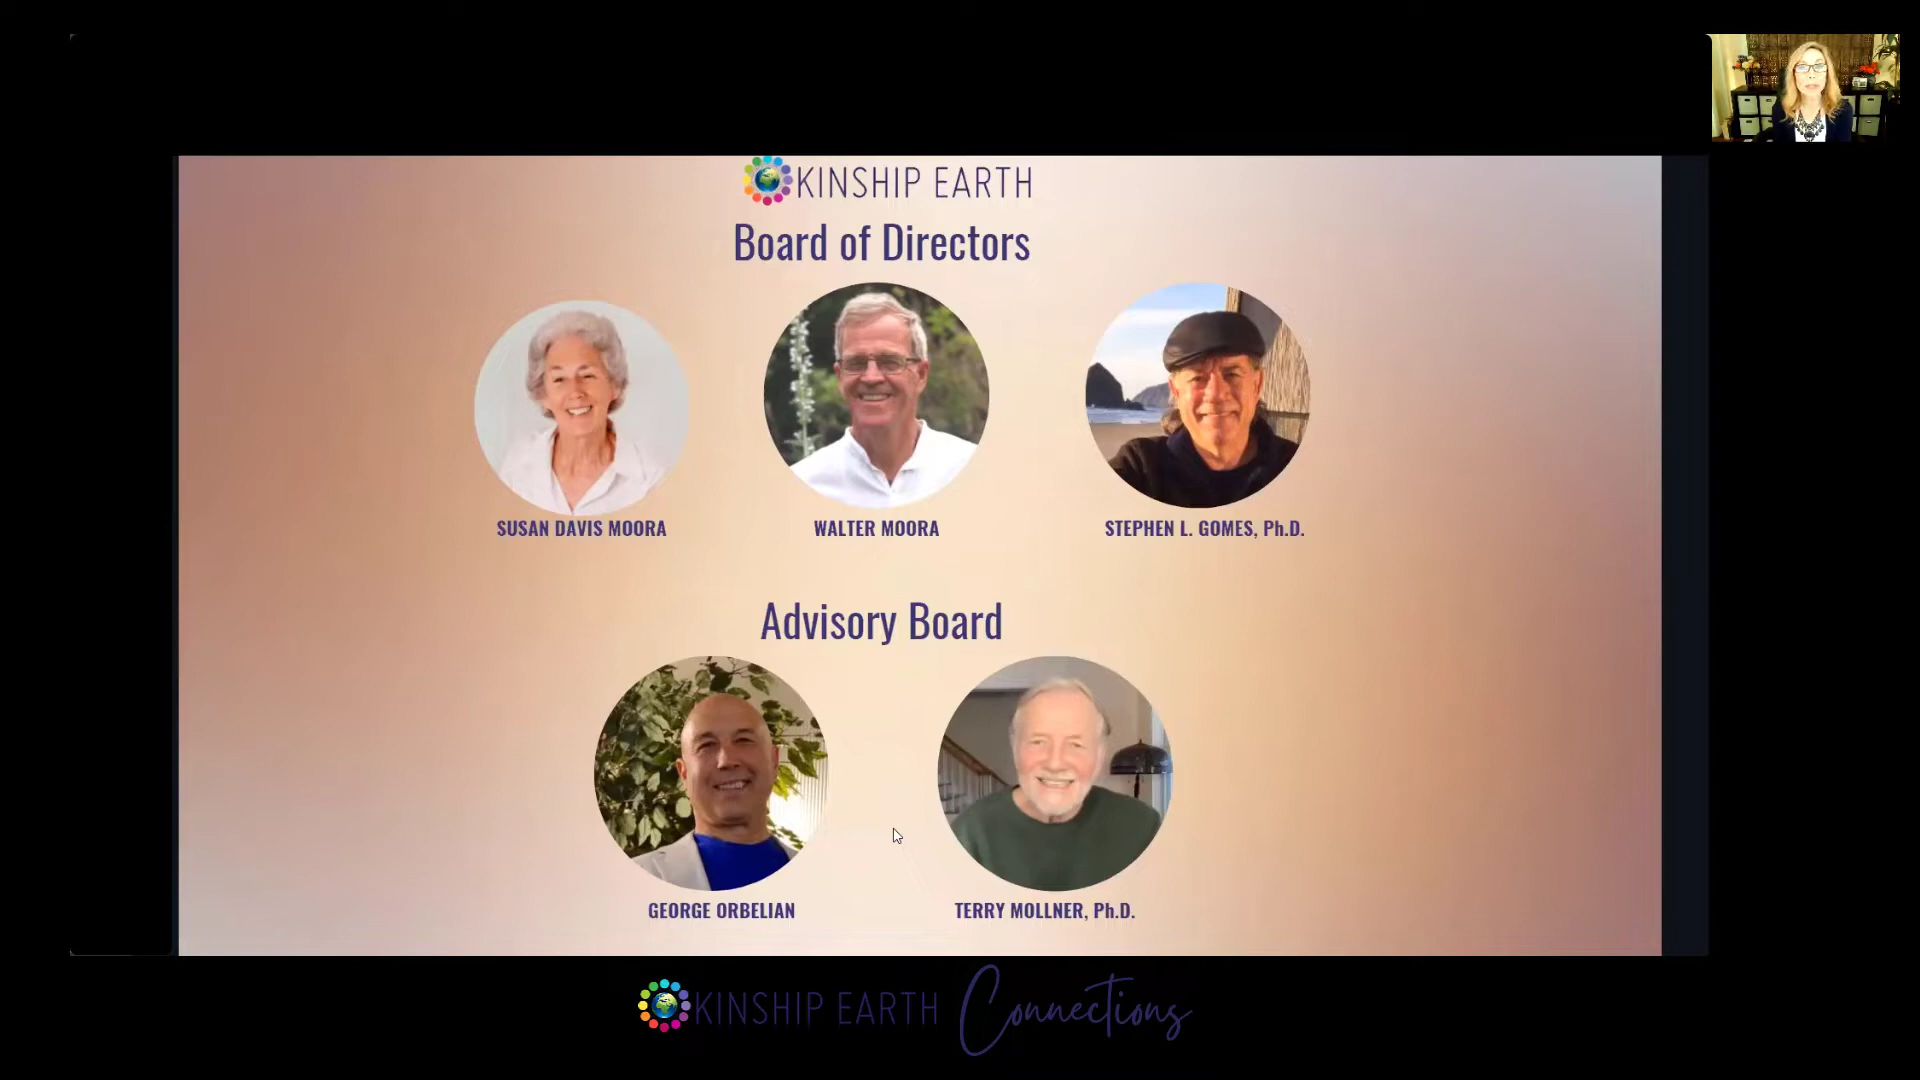 KINSHIP EARTH
Board of Directors
SUSAN DAVIS MOORA
WALTER MOORA
STEPHEN L. GOMES, Ph.D.
Advisory Board
GEORGE ORBELIAN
TERRY MOLLNER, Ph.D.
KINSHIP EARTH Connections